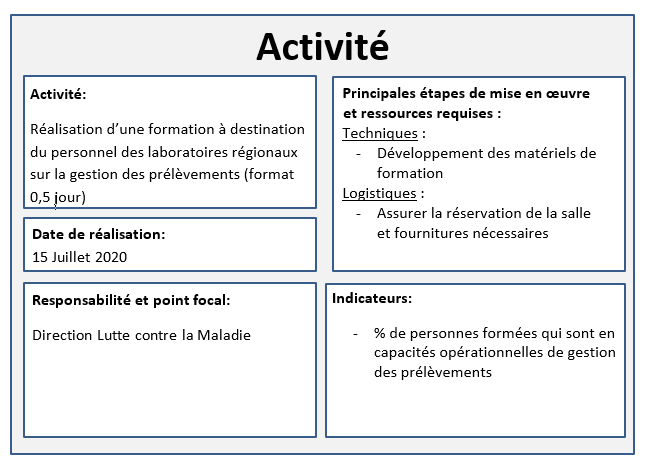 Activité
Activité:
Réalisation d’une formation à destination
du personnel des laboratoires régionaux
sur la gestion des prélèvements (format
0,5 jour)
Date de réalisation:
15 Juillet 2020
Responsabilité et point focal:
Direction Lutte contre la Maladie
Principales étapes de mise en œuvre
et ressources requises :
Techniques :
- Développement des matériels de
formation
Logistiques :
- Assurer la réservation de la salle
et fournitures nécessaires
Indicateurs:
- % de personnes formées qui sont en
capacités opérationnelles de gestion
des prélèvements